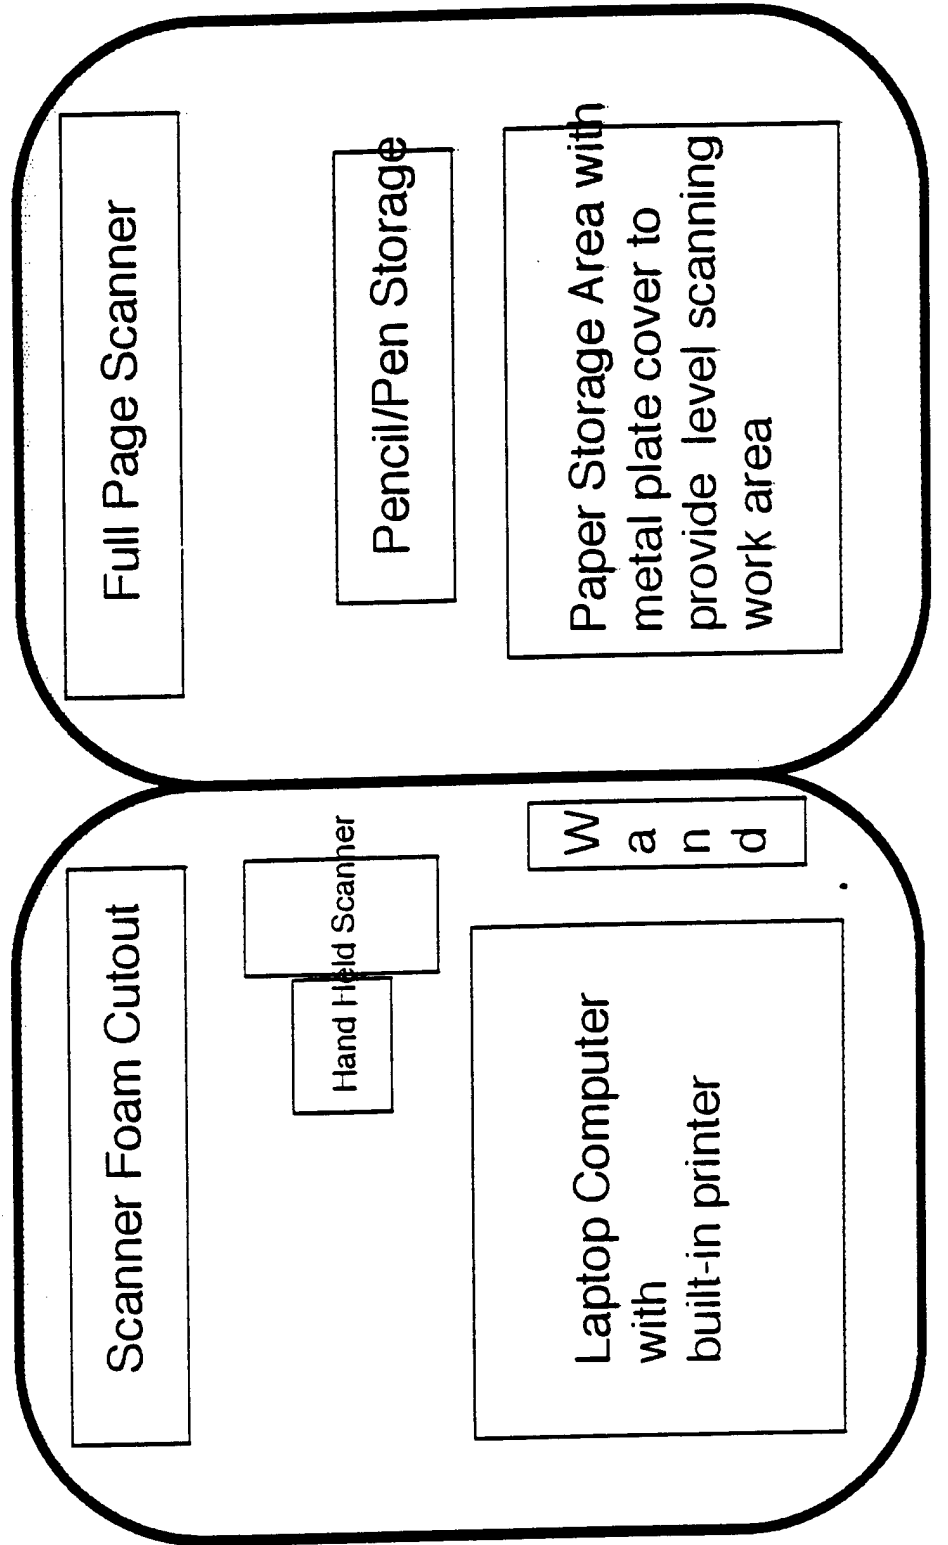 Scanner Foam Cutout
Hand Held Scanner
Laptop Computer
with
built-in printer
W
a
n
d
Full Page Scanner
Pencil/Pen Storage
Paper Storage Area with
metal plate cover to
provide level scanning
work area